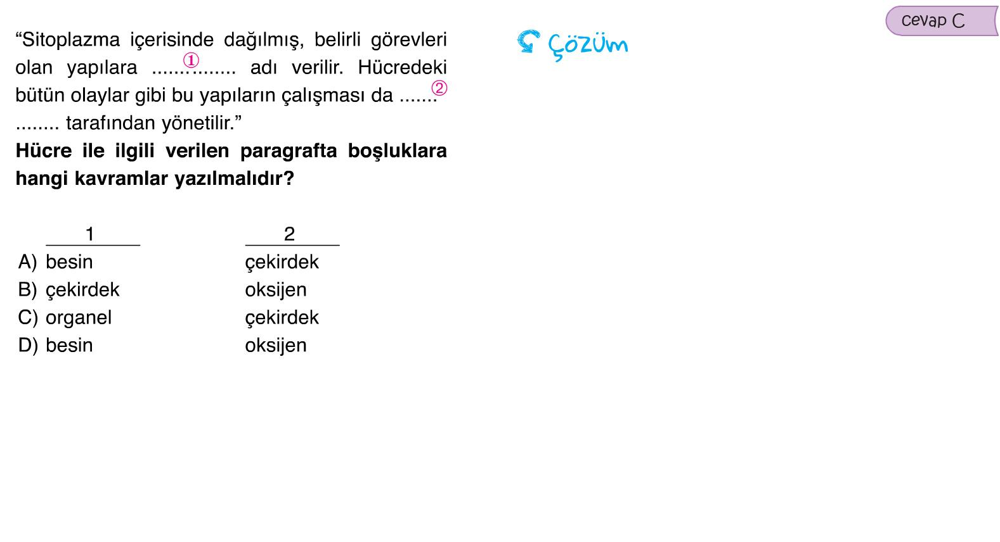 “Sitoplazma içerisinde dağılmış, belirli görevleri
olan yapılara .......①........ adı verilir. Hücredeki
bütün olaylar gibi bu yapıların çalışması da .......②
........ tarafından yönetilir.”
Hücre ile ilgili verilen paragrafta boşluklara
hangi kavramlar yazılmalıdır?
1 2
A) besin çekirdek
B) çekirdek oksijen
C) organel çekirdek
D) besin oksijen
Çözüm
cevap C